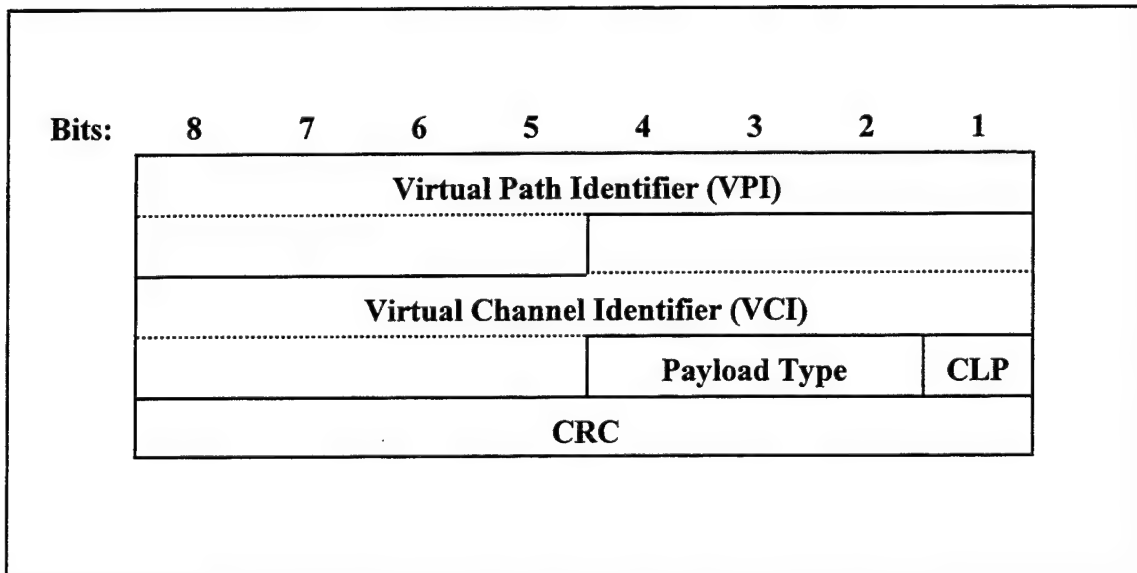 Bits: 8 7 6 5 4 3 2 1
Virtual Path Identifier (VPI)
Virtual Channel Identifier (VCI)
Payload Type CLP
CRC